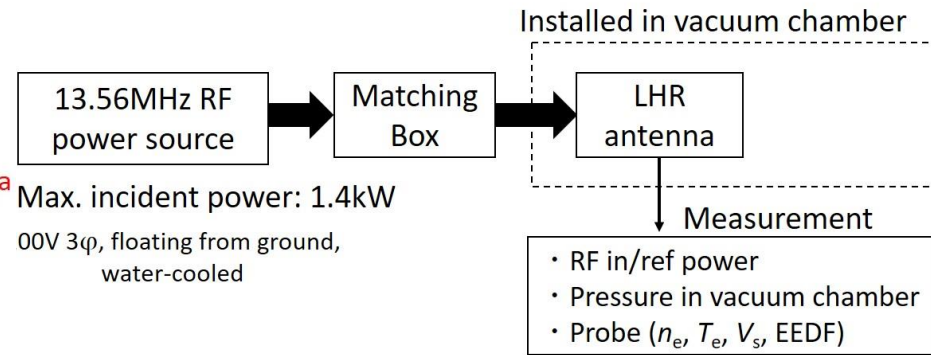 Installed in vacuum chamber
13.56MHz RF
power source
Matching
Box
LHR
antenna
a
Max. incident power: 1.4kW
00V 3φ, floating from ground,
water-cooled
Measurement
・RF in/ref power
・Pressure in vacuum chamber
・Probe (nₑ, Tₑ, Vₛ, EEDF)